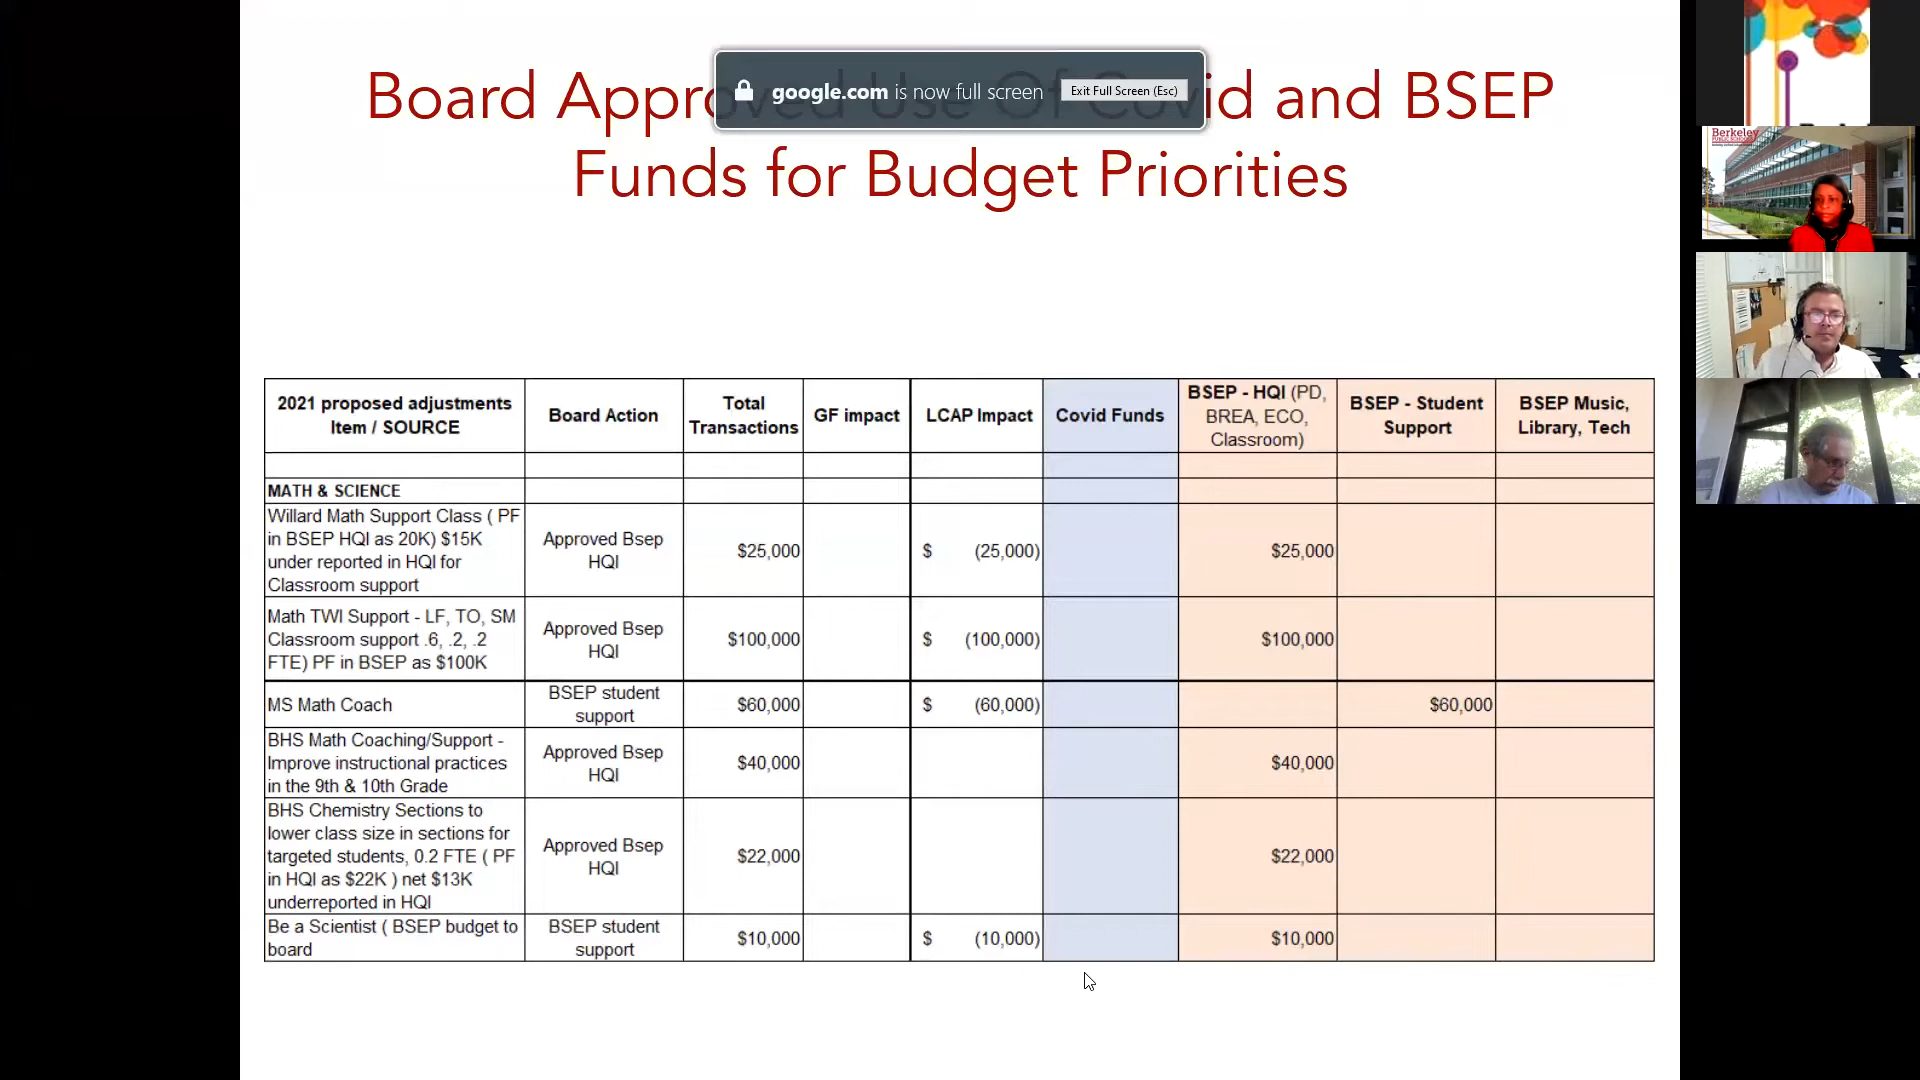 Board Approved Use Of Covid and BSEP
Funds for Budget Priorities
google.com is now full screen
Exit Full Screen (Esc)
Berkeley
2021 proposed adjustments
Item / SOURCE
Board Action
Total
Transactions
GF impact
LCAP Impact
Covid Funds
BSEP - HQI (PD,
BREA, ECO,
Classroom)
BSEP - Student
Support
BSEP Music,
Library, Tech
MATH & SCIENCE
Willard Math Support Class ( PF
in BSEP HQI as 20K) $15K
under reported in HQI for
Classroom support
Approved Bsep
HQI
$25,000
$ (25,000)
$25,000
Math TWI Support - LF, TO, SM
Classroom support .6, .2, .2
FTE) PF in BSEP as $100K
Approved Bsep
HQI
$100,000
$ (100,000)
$100,000
MS Math Coach
BSEP student
support
$60,000
$ (60,000)
$60,000
BHS Math Coaching/Support -
Improve instructional practices
in the 9th & 10th Grade
Approved Bsep
HQI
$40,000
$40,000
BHS Chemistry Sections to
lower class size in sections for
targeted students, 0.2 FTE ( PF
in HQI as $22K ) net $13K
underreported in HQI
Approved Bsep
HQI
$22,000
$22,000
Be a Scientist ( BSEP budget to
board
BSEP student
support
$10,000
$ (10,000)
$10,000